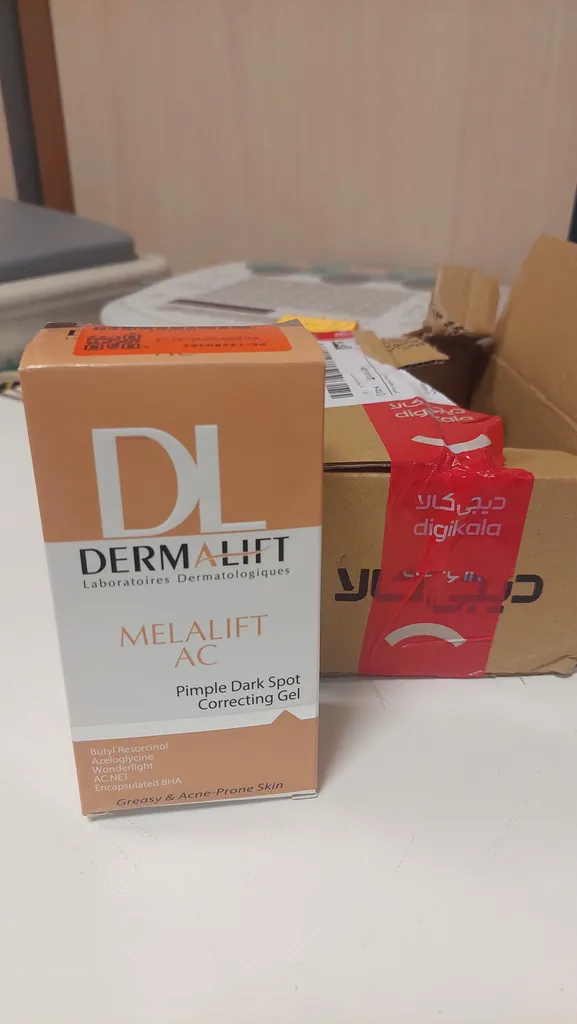 DL
DERMALIFT
Laboratoires Dermatologiques
MELALIFT
AC
Pimple Dark Spot
Correcting Gel
Butyl Resorcinol
Azeloglycine
Wonderlight
AC.NET
Encapsulated BHA
Greasy & Acne-Prone Skin
AC
دیجی‌کالا
digikala
دیجی‌کالا
digikala
دیجی‌کالا